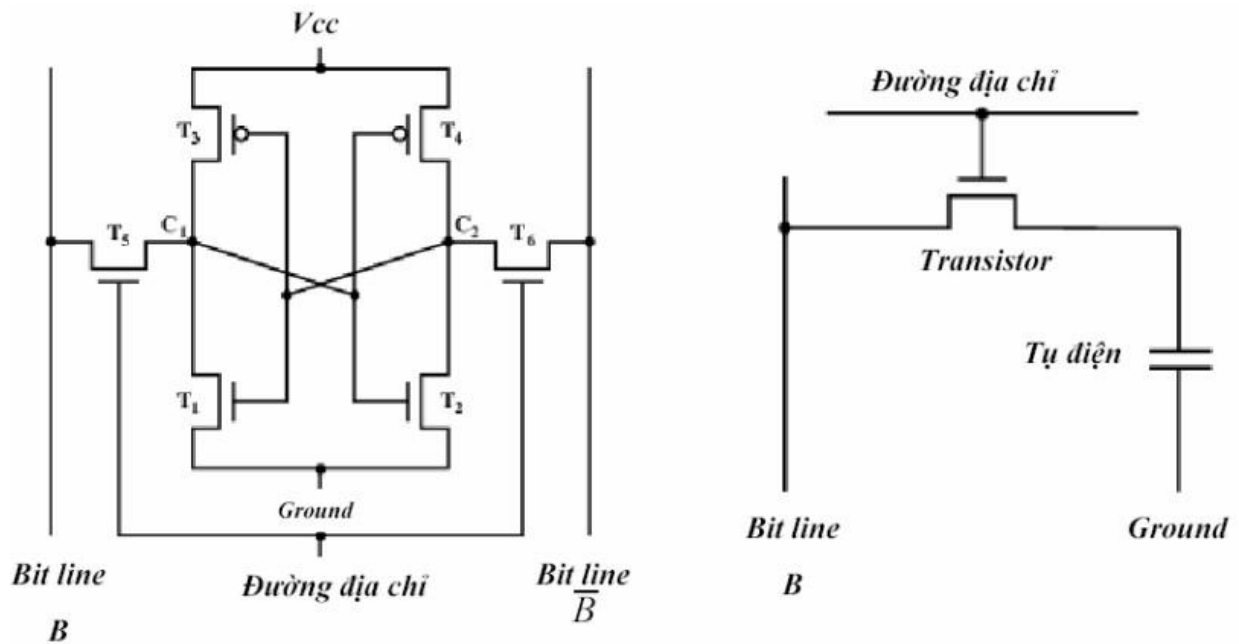 Vcc
T3
T4
T5
C1
C2
T6
T1
T2
Ground
Đường địa chỉ
Bit line
B
Bit line
B̅
Đường địa chỉ
Transistor
Tụ điện
Bit line
B
Ground